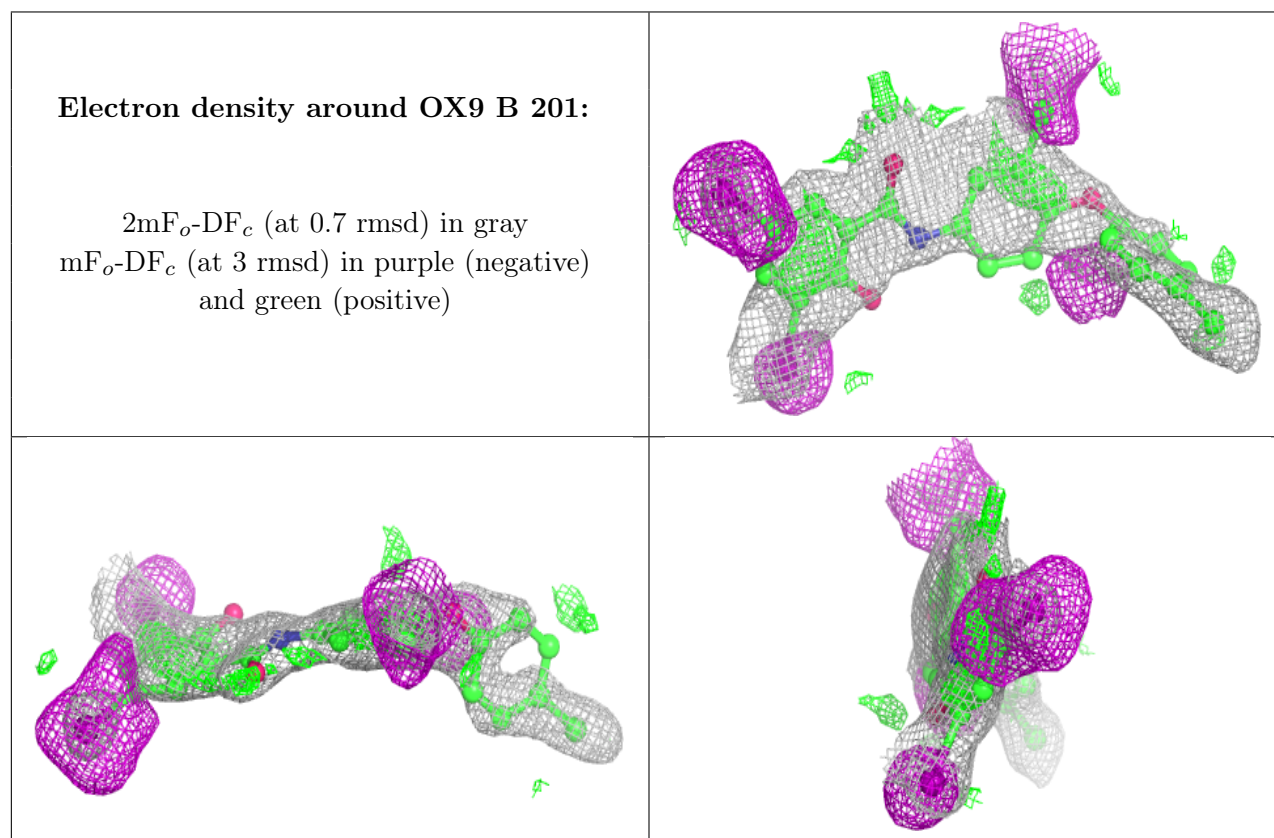 Electron density around OX9 B 201:
2mFo-DFc (at 0.7 rmsd) in gray
mFo-DFc (at 3 rmsd) in purple (negative)
and green (positive)